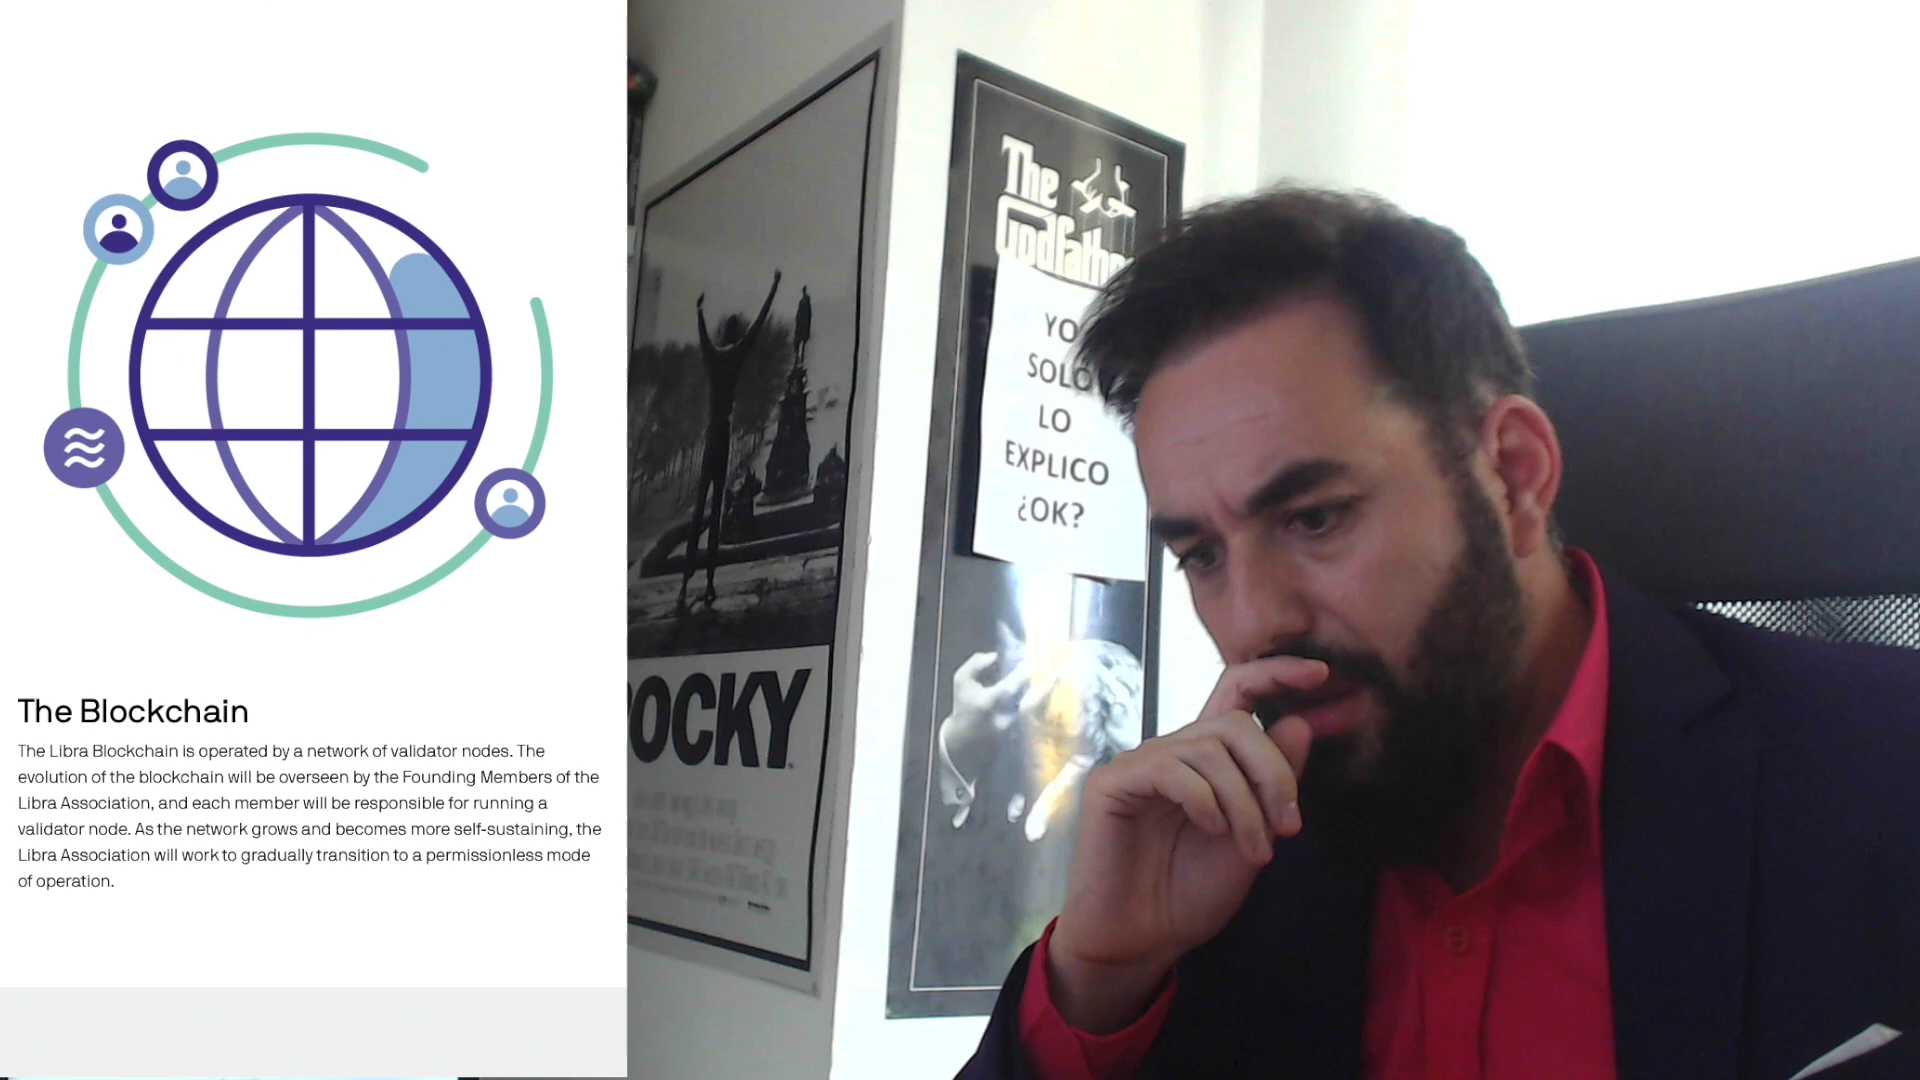 The Blockchain
The Libra Blockchain is operated by a network of validator nodes. The
evolution of the blockchain will be overseen by the Founding Members of the
Libra Association, and each member will be responsible for running a
validator node. As the network grows and becomes more self-sustaining, the
Libra Association will work to gradually transition to a permissionless mode
of operation.
OCKY
The
Godfathe
YO
SOLO
LO
EXPLICO
¿OK?